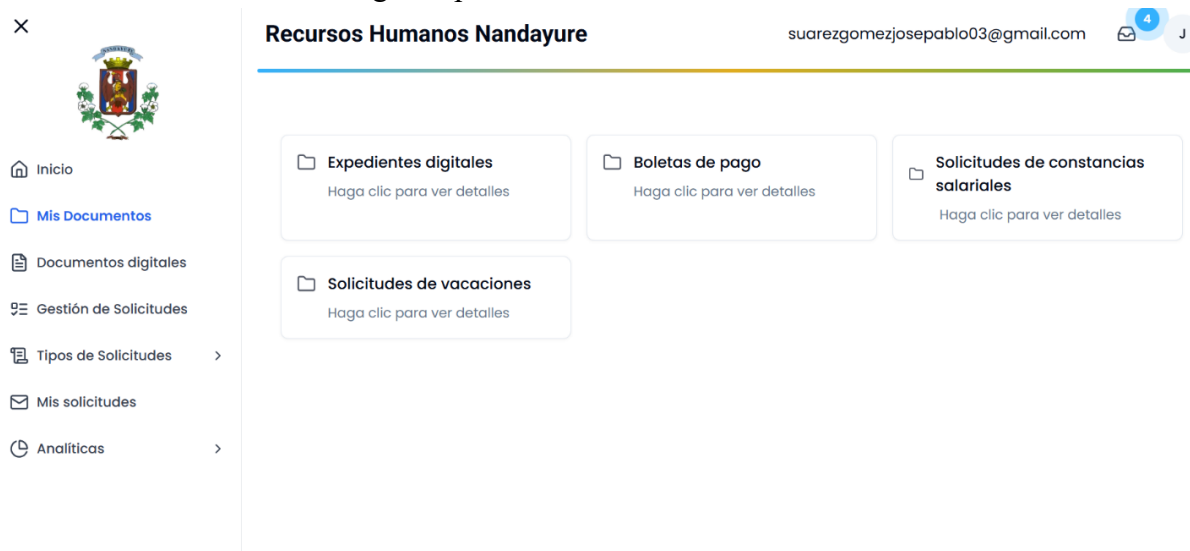 Recursos Humanos Nandayure
suarezgomezjosepablo03@gmail.com
4
J
Inicio
Mis Documentos
Documentos digitales
Gestión de Solicitudes
Tipos de Solicitudes
Mis solicitudes
Analíticas
Expedientes digitales
Haga clic para ver detalles
Boletas de pago
Haga clic para ver detalles
Solicitudes de constancias
salariales
Haga clic para ver detalles
Solicitudes de vacaciones
Haga clic para ver detalles